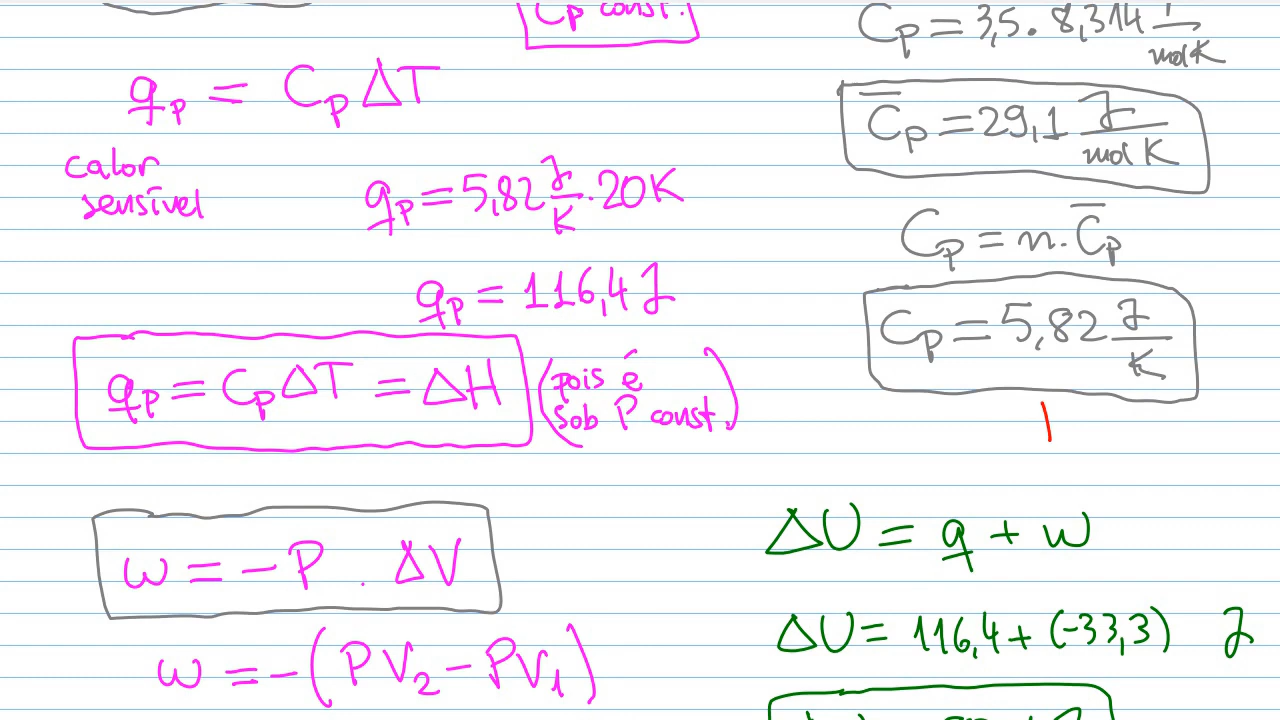 Cp const.
qp = Cp ΔT
calor
sensível
qp = 5,82 J/K . 20K
qp = 116,4 J
qp = Cp ΔT = ΔH (pois é
sob P const.)
w = -P . ΔV
w = -(PV₂ - PV₁)
C̅p = 3,5 . 8,314 J/mol K
C̅p = 29,1 J/mol K
Cp = n . C̅p
Cp = 5,82 J/K
ΔU = q + w
ΔU = 116,4 + (-33,3) J